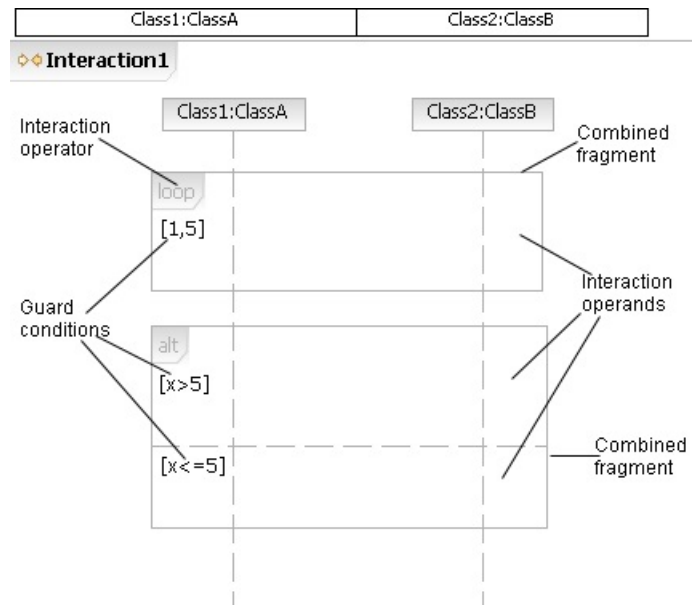 Class1:ClassA
Class2:ClassB
Interaction1
Class1:ClassA
Class2:ClassB
Interaction
operator
Combined
fragment
loop
[1,5]
Interaction
operands
Guard
conditions
alt
[x>5]
Combined
fragment
[x<=5]